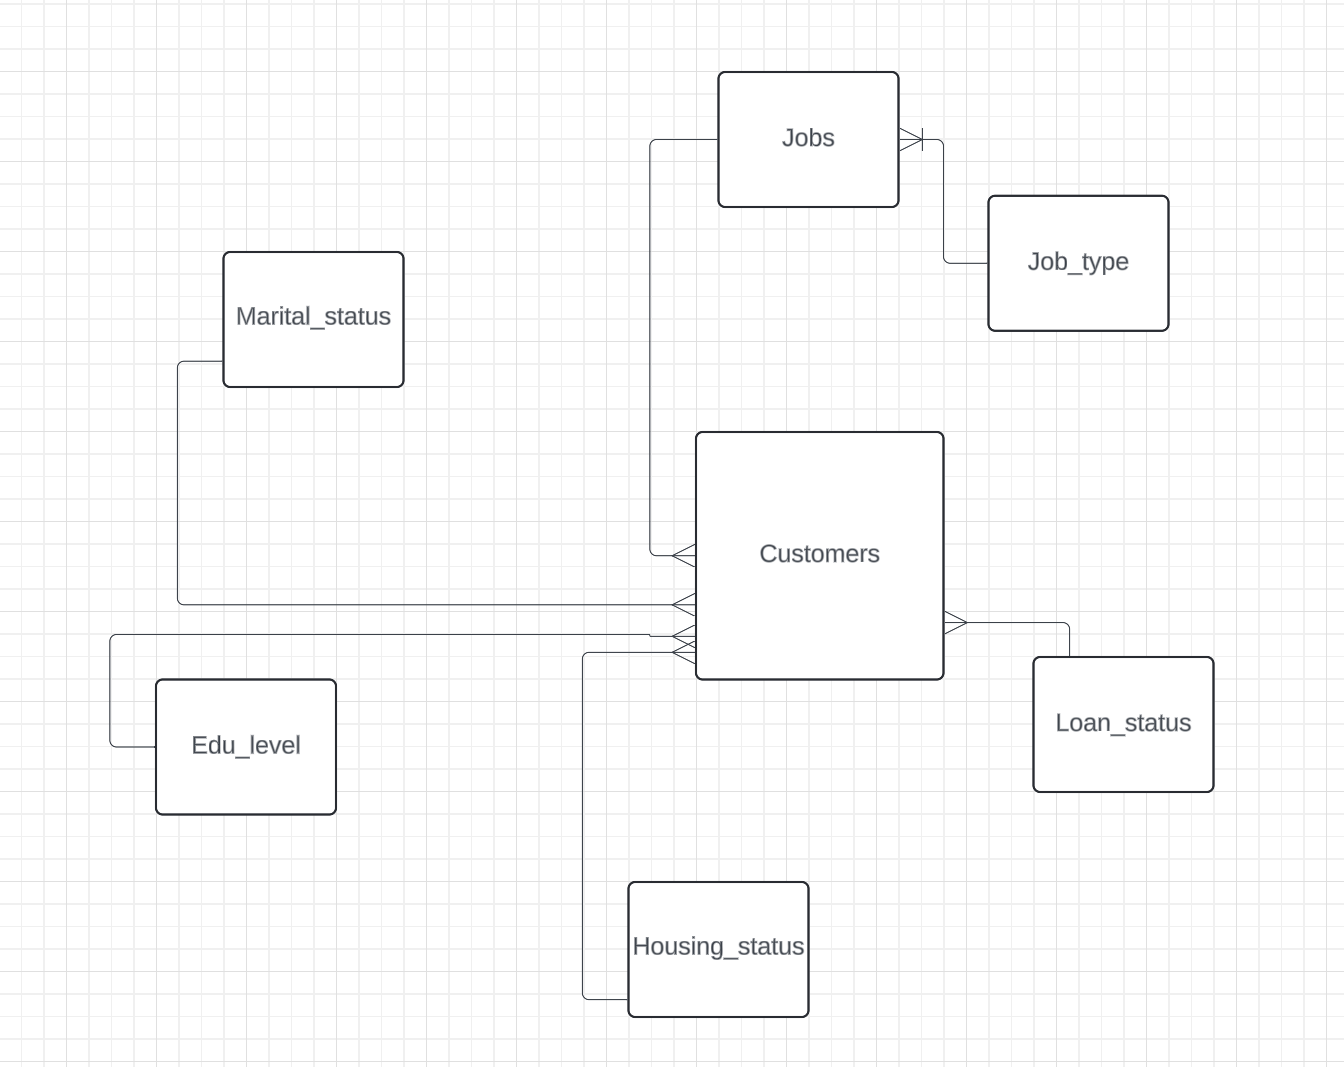 Jobs
Job_type
Marital_status
Customers
Loan_status
Edu_level
Housing_status